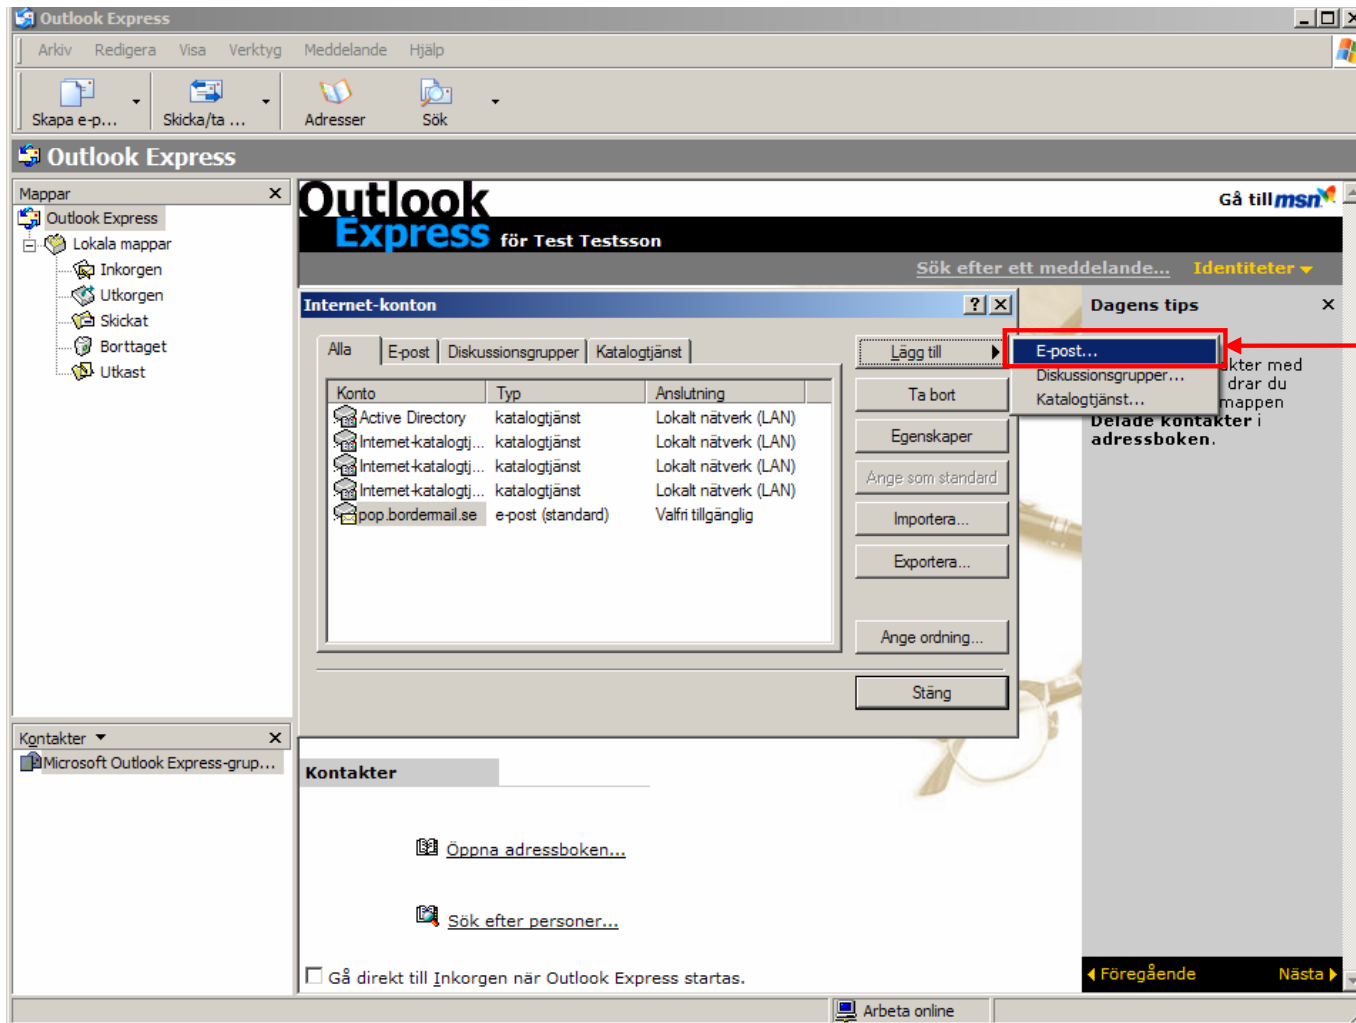 Outlook Express
Arkiv Redigera Visa Verktyg Meddelande Hjälp
Skapa e-p... Skicka/ta ... Adresser Sök
Outlook Express
Mappar
Outlook Express
Lokala mappar
Inkorgen
Utkorgen
Skickat
Borttaget
Utkast
Kontakter
Microsoft Outlook Express-grup...
Outlook
Express för Test Testsson
Gå till msn
Sök efter ett meddelande... Identiteter
Internet-konton
Alla E-post Diskussionsgrupper Katalogtjänst
Konto Typ Anslutning
Active Directory katalogtjänst Lokalt nätverk (LAN)
Internet-katalogtj... katalogtjänst Lokalt nätverk (LAN)
Internet-katalogtj... katalogtjänst Lokalt nätverk (LAN)
Internet-katalogtj... katalogtjänst Lokalt nätverk (LAN)
pop.bordermail.se e-post (standard) Valfri tillgänglig
Lägg till
Ta bort
Egenskaper
Ange som standard
Importera...
Exportera...
Ange ordning...
Stäng
E-post...
Diskussionsgrupper...
Katalogtjänst...
Dagens tips
med
drar du
mappen
Delade kontakter i
adressboken.
Kontakter
Öppna adressboken...
Sök efter personer...
Gå direkt till Inkorgen när Outlook Express startas.
Föregående Nästa
Arbeta online